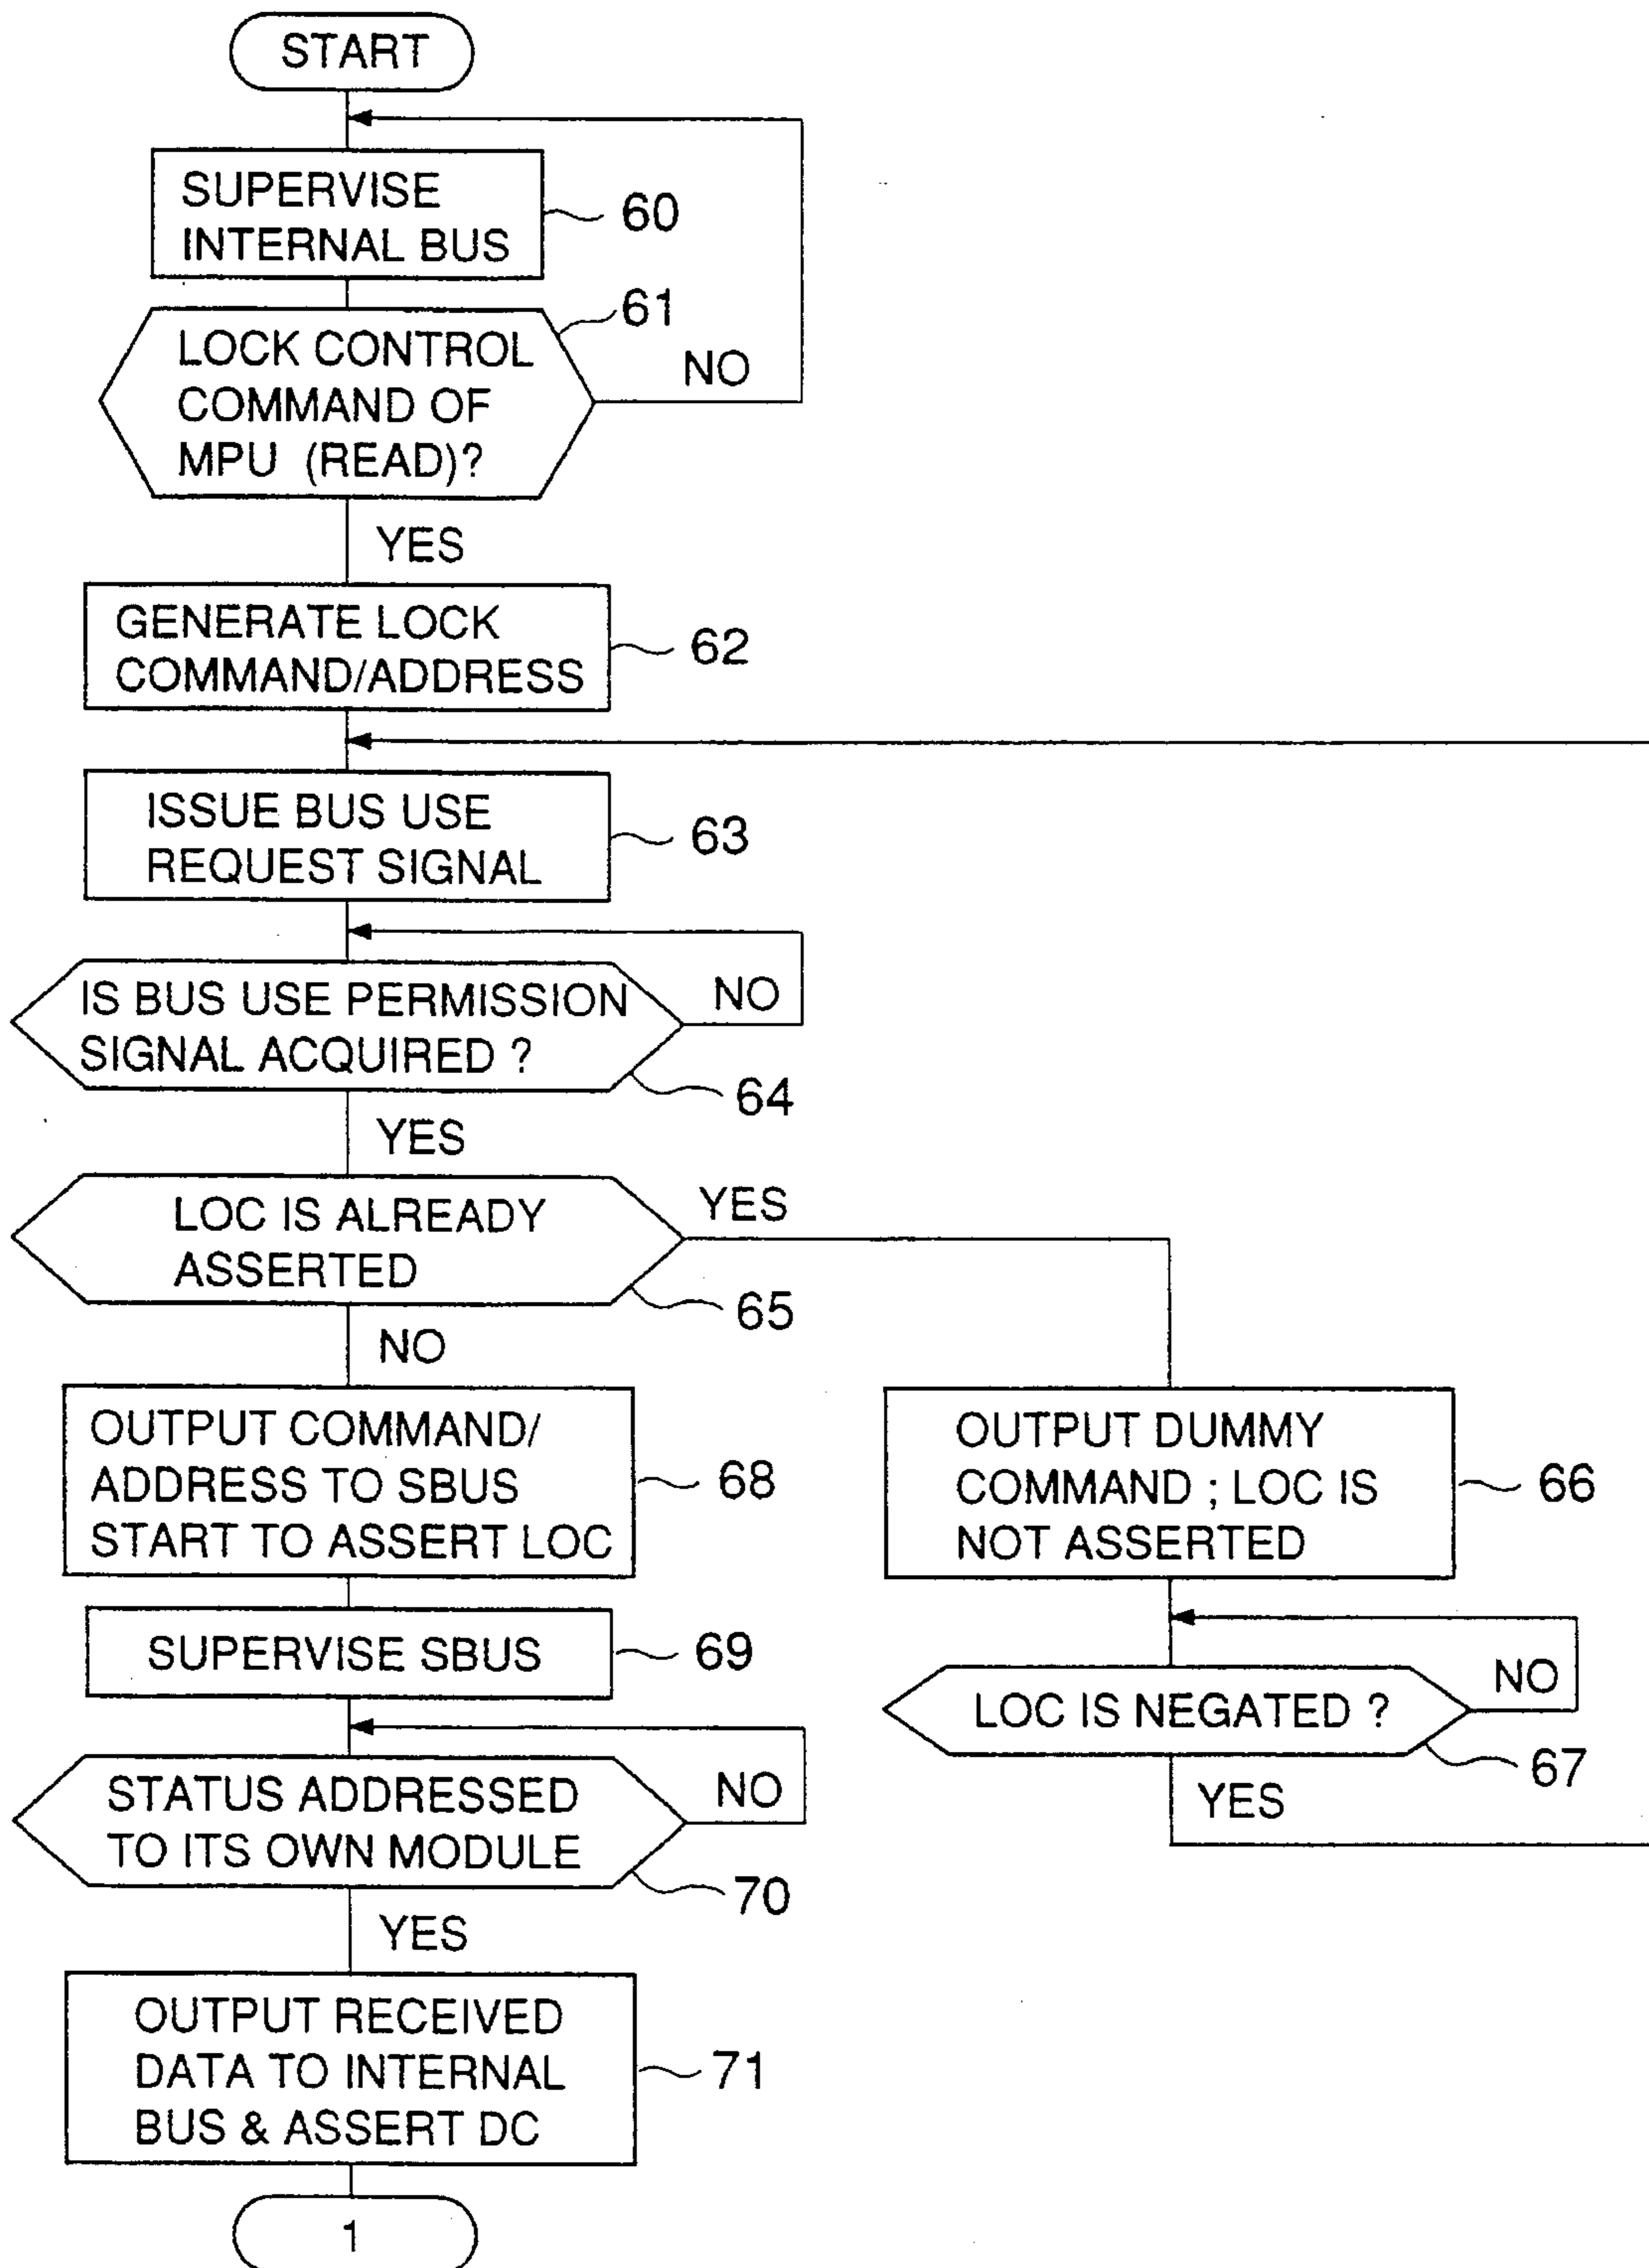 START
SUPERVISE
INTERNAL BUS
60
LOCK CONTROL
COMMAND OF
MPU (READ)?
61
NO
YES
GENERATE LOCK
COMMAND/ADDRESS
62
ISSUE BUS USE
REQUEST SIGNAL
63
IS BUS USE PERMISSION
SIGNAL ACQUIRED ?
NO
64
YES
LOC IS ALREADY
ASSERTED
YES
65
NO
OUTPUT COMMAND/
ADDRESS TO SBUS
START TO ASSERT LOC
68
OUTPUT DUMMY
COMMAND ; LOC IS
NOT ASSERTED
66
SUPERVISE SBUS
69
LOC IS NEGATED ?
NO
67
YES
STATUS ADDRESSED
TO ITS OWN MODULE
NO
70
YES
OUTPUT RECEIVED
DATA TO INTERNAL
BUS & ASSERT DC
71
1